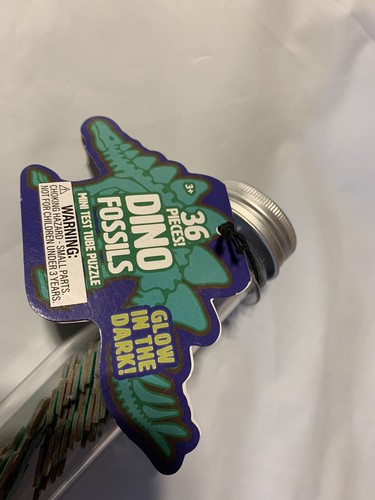 3+
36
PIECES!
DINO
FOSSILS
MINI TEST TUBE PUZZLE
⚠ WARNING:
CHOKING HAZARD - SMALL PARTS.
NOT FOR CHILDREN UNDER 3 YEARS.
GLOW
IN THE
DARK!